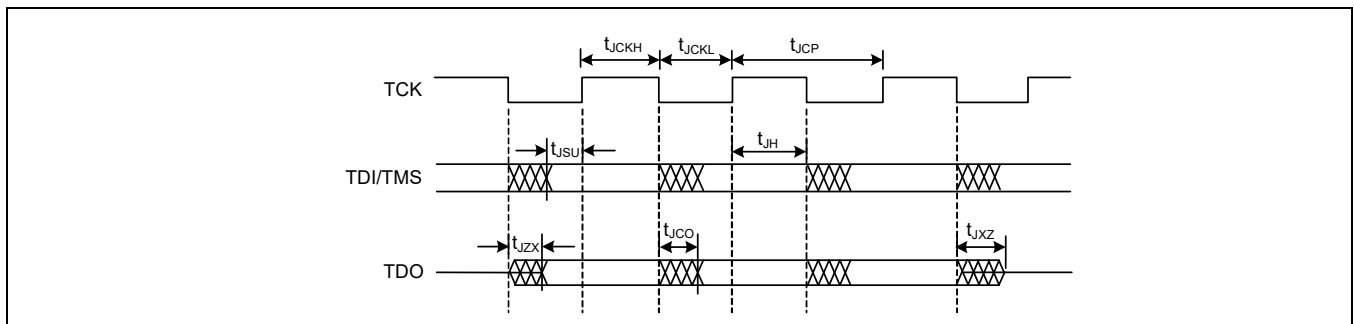 tJCKH tJCKL tJCP
TCK
tJSU tJH
TDI/TMS
tJZX tJCO tJXZ
TDO